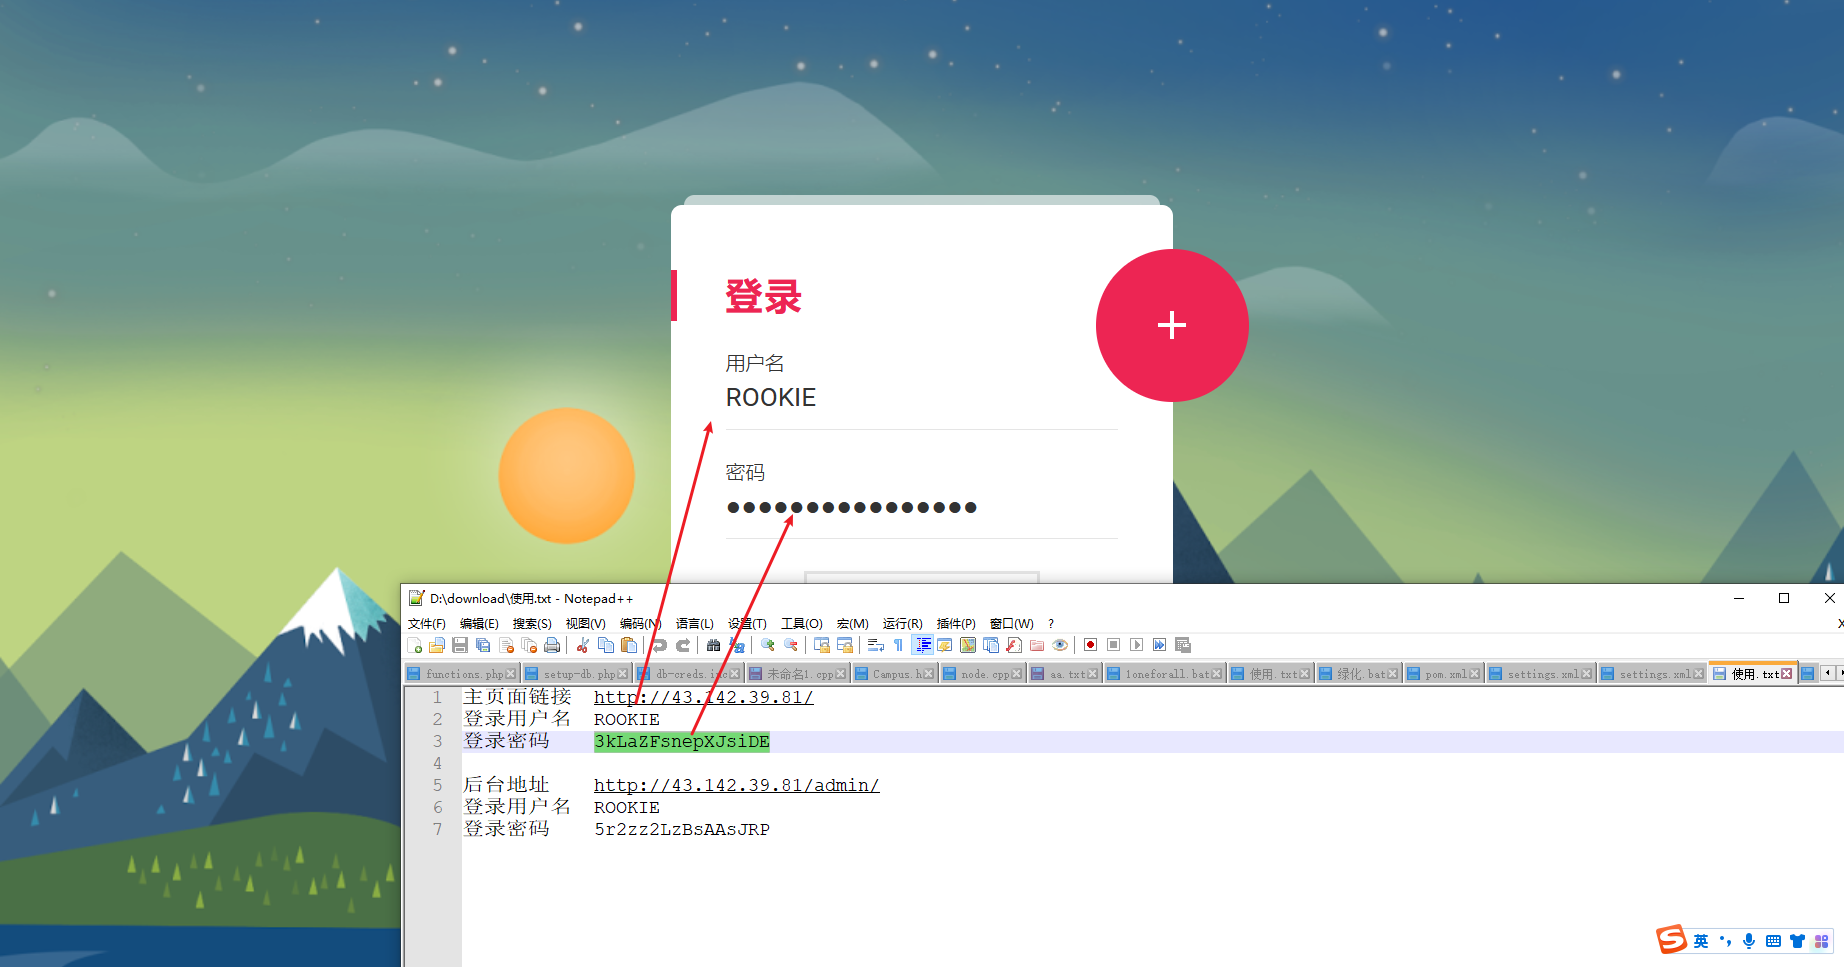 登录
用户名
ROOKIE
密码
D:\download\使用.txt - Notepad++
文件(F) 编辑(E) 搜索(S) 视图(V) 编码(N) 语言(L) 设置(T) 工具(O) 宏(M) 运行(R) 插件(P) 窗口(W) ?
functions.php setup-db.php db-creds.inc 未命名1.cpp Campus.h node.cpp aa.txt 1oneforall.bat 使用.txt 绿化.bat pom.xml settings.xml settings.xml 使用.txt
1 主页面链接 http://43.142.39.81/
2 登录用户名 ROOKIE
3 登录密码 3kLaZFsnepXJsiDE
4
5 后台地址 http://43.142.39.81/admin/
6 登录用户名 ROOKIE
7 登录密码 5r2zz2LzBsAAsJRP
英